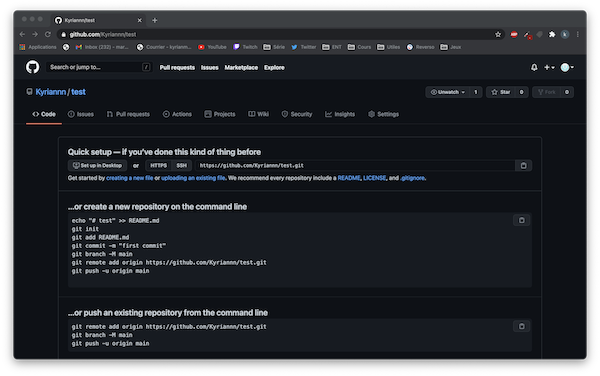 Kyriannn/test
github.com/Kyriannn/test
Applications
Inbox (232) - mar...
Courrier - kyriann...
YouTube
Twitch
Série
Twitter
ENT
Cours
Utiles
Reverso
Jeux
Search or jump to...
/
Pull requests
Issues
Marketplace
Explore
Kyriannn / test
Unwatch
1
Star
0
Fork
0
Code
Issues
Pull requests
Actions
Projects
Wiki
Security
Insights
Settings
Quick setup — if you've done this kind of thing before
Set up in Desktop
or
HTTPS
SSH
https://github.com/Kyriannn/test.git
Get started by creating a new file or uploading an existing file. We recommend every repository include a README, LICENSE, and .gitignore.
...or create a new repository on the command line
echo "# test" >> README.md
git init
git add README.md
git commit -m "first commit"
git branch -M main
git remote add origin https://github.com/Kyriannn/test.git
git push -u origin main
...or push an existing repository from the command line
git remote add origin https://github.com/Kyriannn/test.git
git branch -M main
git push -u origin main